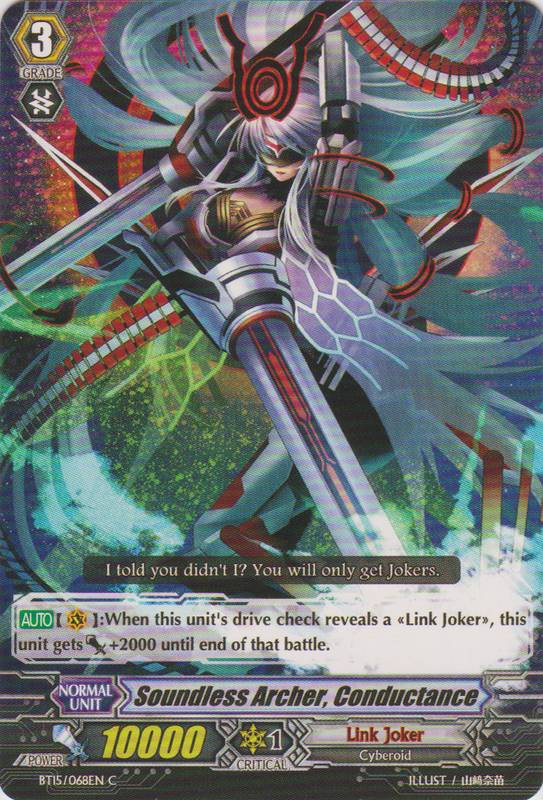 3
GRADE
I told you didn't I? You will only get Jokers.
AUTO [ ]:When this unit's drive check reveals a «Link Joker», this
unit gets +2000 until end of that battle.
NORMAL
UNIT
Soundless Archer, Conductance
POWER
10000
1
CRITICAL
Link Joker
Cyberoid
BT15/068EN C
ILLUST / 山﨑奈苗